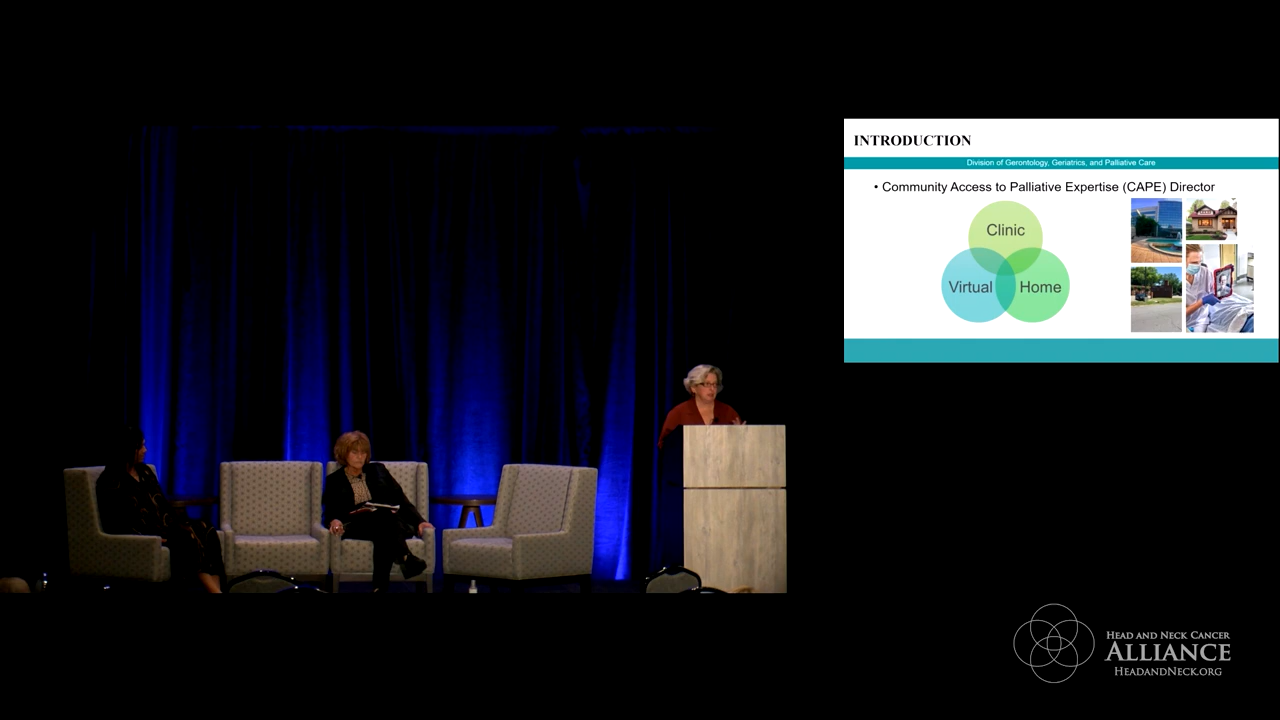 INTRODUCTION
Division of Gerontology, Geriatrics, and Palliative Care
• Community Access to Palliative Expertise (CAPE) Director
Clinic
Virtual
Home
HEAD AND NECK CANCER
ALLIANCE
HEADANDNECK.ORG